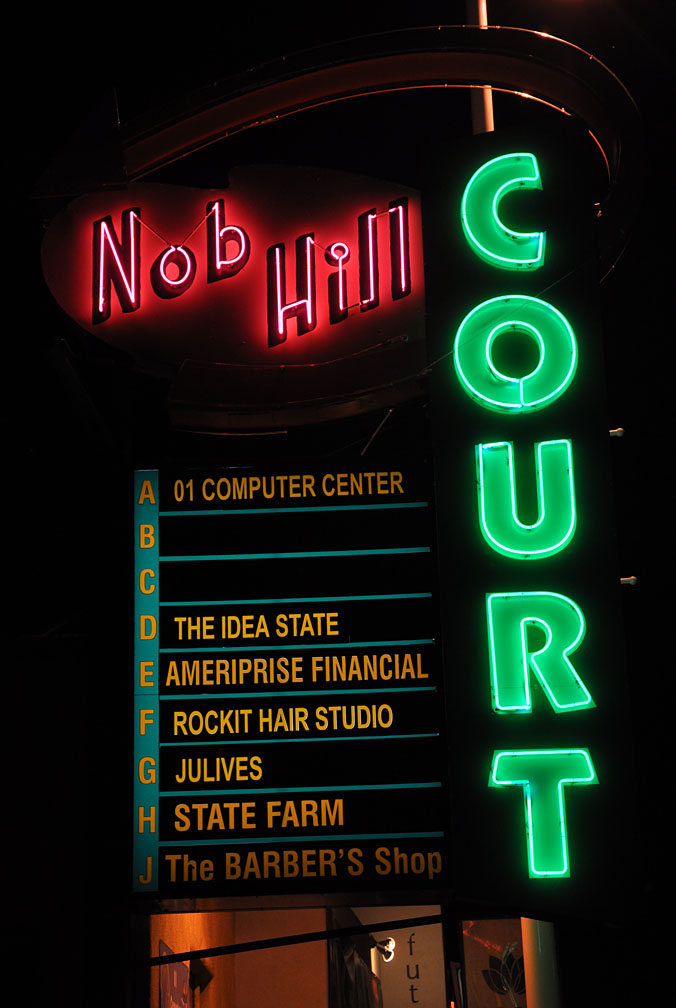 Nob Hill
COURT
A 01 COMPUTER CENTER
B
C
D THE IDEA STATE
E AMERIPRISE FINANCIAL
F ROCKIT HAIR STUDIO
G JULIVES
H STATE FARM
J The BARBER'S Shop
fut